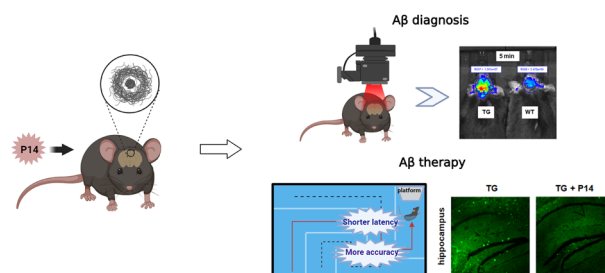 Aβ diagnosis
5 min
TG
WT
P14
Aβ therapy
platform
Shorter latency
More accuracy
TG
TG + P14
hippocampus